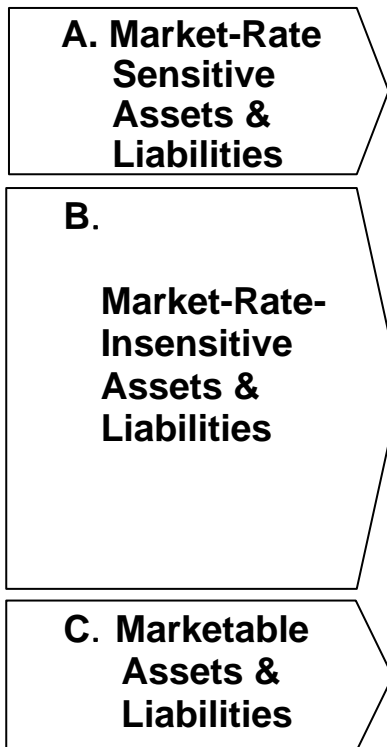 A. Market-Rate
Sensitive
Assets &
Liabilities
B.
Market-Rate-
Insensitive
Assets &
Liabilities
C. Marketable
Assets &
Liabilities